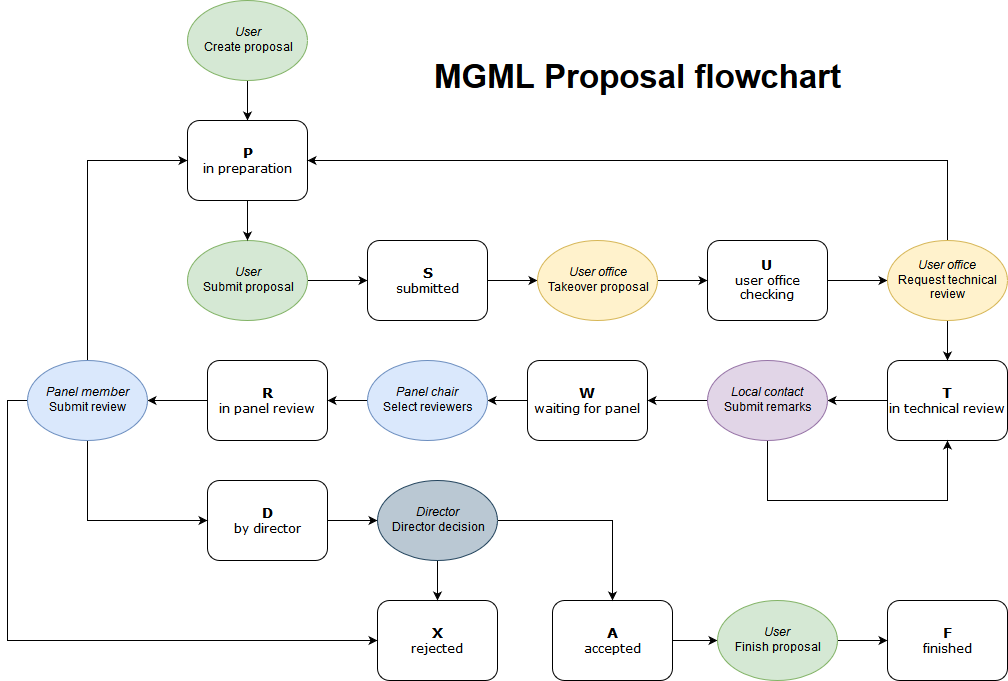 User
Create proposal
MGML Proposal flowchart
P
in preparation
User
Submit proposal
S
submitted
User office
Takeover proposal
U
user office
checking
User office
Request technical
review
Panel member
Submit review
R
in panel review
Panel chair
Select reviewers
W
waiting for panel
Local contact
Submit remarks
T
in technical review
D
by director
Director
Director decision
X
rejected
A
accepted
User
Finish proposal
F
finished